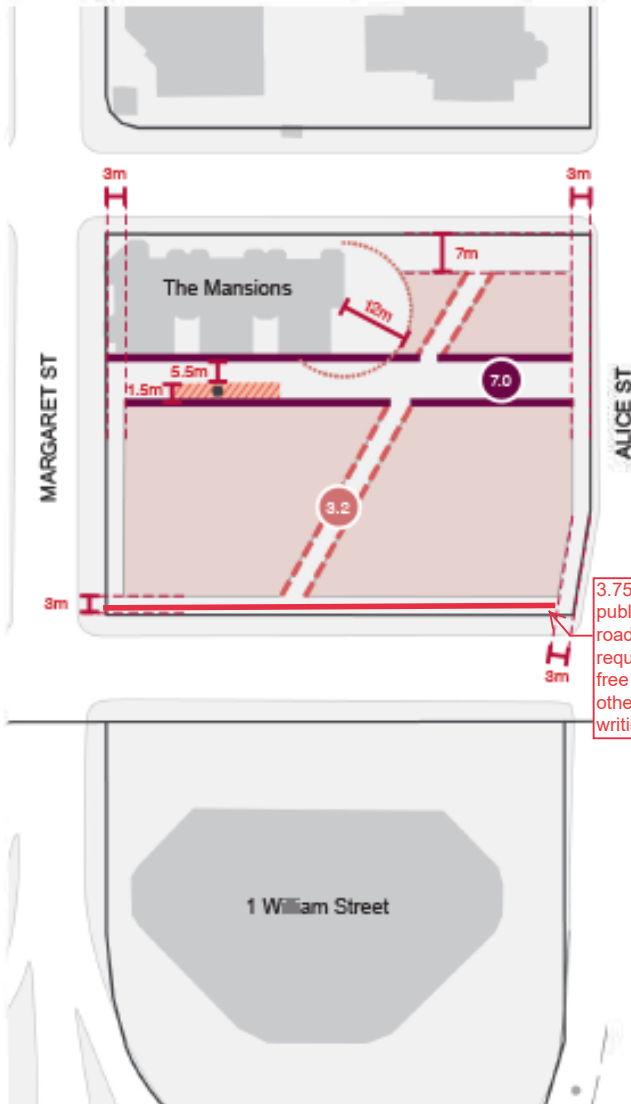 3m
3m
7m
The Mansions
12m
5.5m
7.0
1.5m
MARGARET ST
ALICE ST
3.2
3m
3.75
publ
road
requ
free
othe
writin
3m
1 William Street